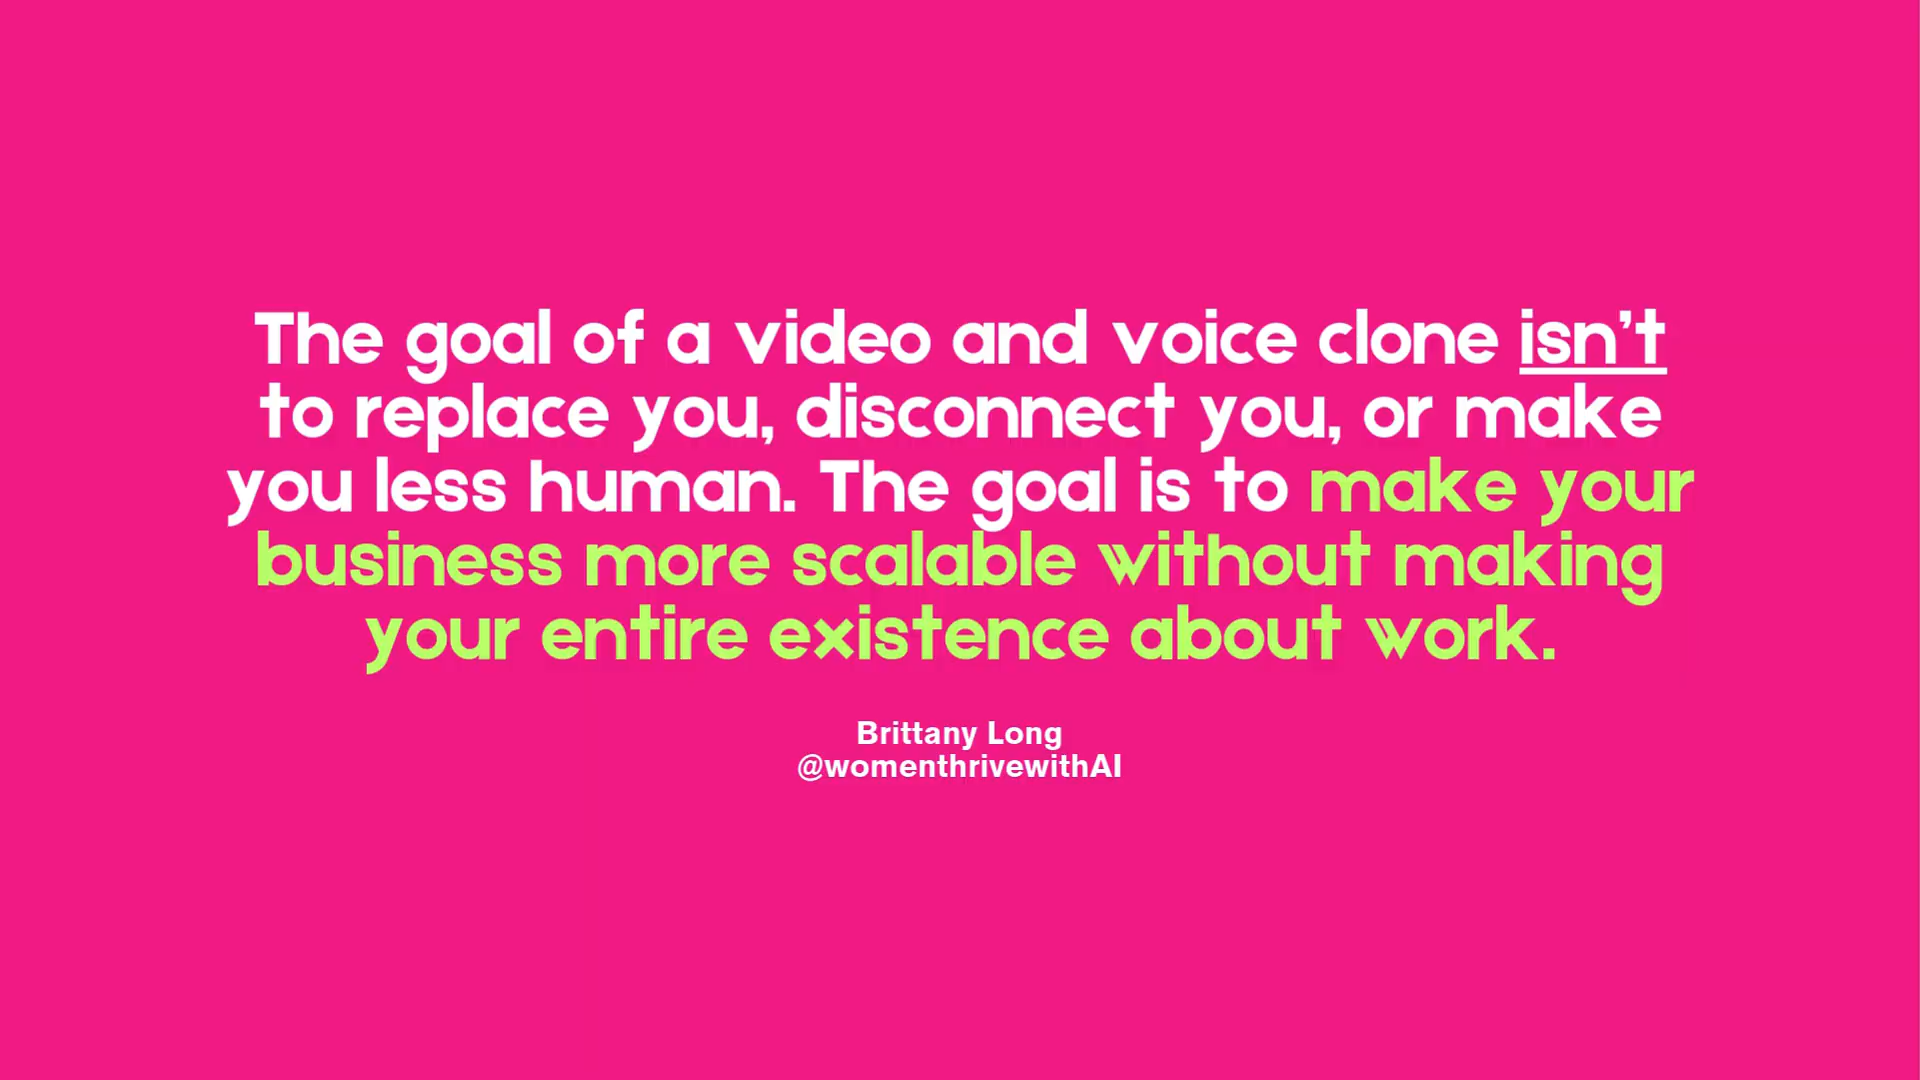 The goal of a video and voice clone isn’t
to replace you, disconnect you, or make
you less human. The goal is to make your
business more scalable without making
your entire existence about work.
Brittany Long
@womenthrivewithAI